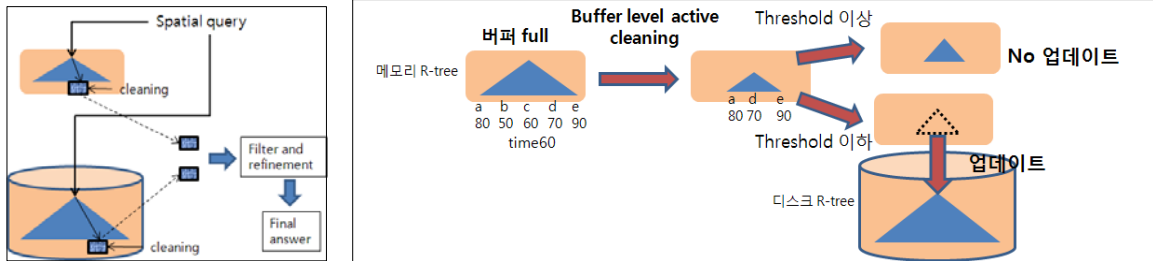 Spatial query
cleaning
Filter and
refinement
Final
answer
cleaning
버퍼 full
메모리 R-tree
a b c d e
80 50 60 70 90
time60
Buffer level active
cleaning
a d e
80 70 90
Threshold 이상
No 업데이트
Threshold 이하
업데이트
디스크 R-tree